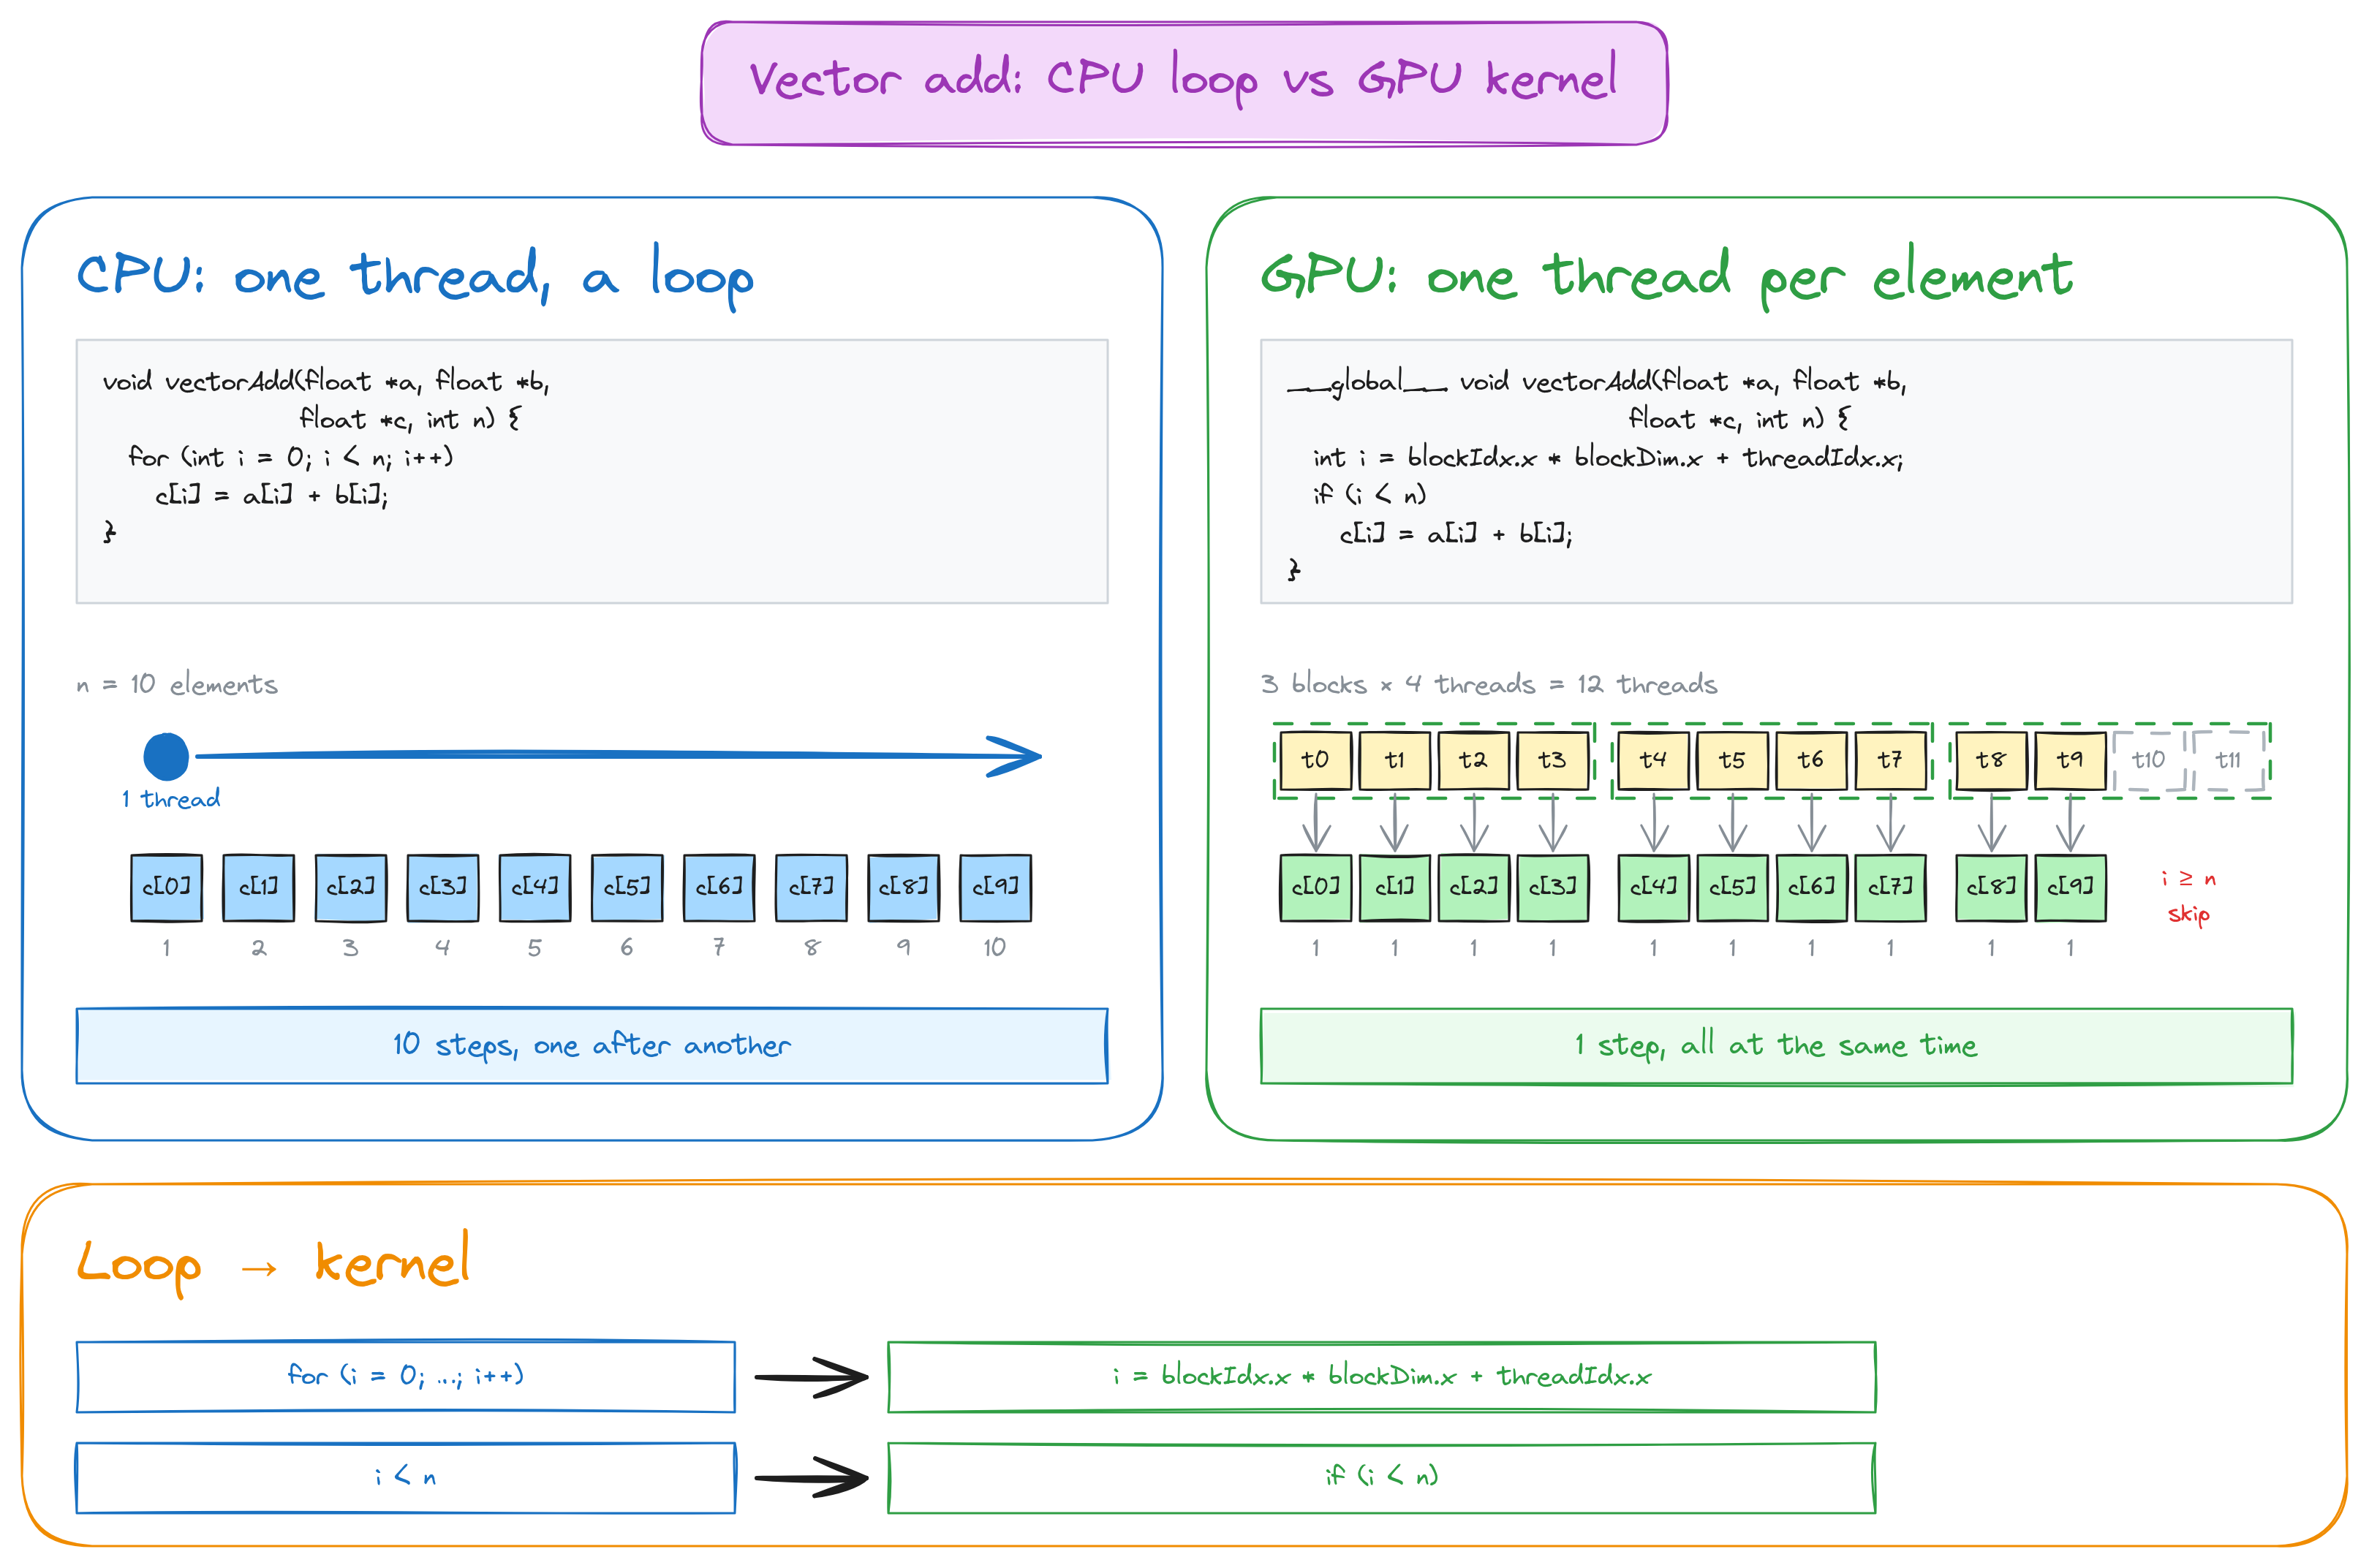 Vector add: CPU loop vs GPU kernel
CPU: one thread, a loop
void vectorAdd(float *a, float *b,
float *c, int n) {
for (int i = 0; i < n; i++)
c[i] = a[i] + b[i];
}
n = 10 elements
1 thread
c[0] c[1] c[2] c[3] c[4] c[5] c[6] c[7] c[8] c[9]
1 2 3 4 5 6 7 8 9 10
10 steps, one after another
GPU: one thread per element
__global__ void vectorAdd(float *a, float *b,
float *c, int n) {
int i = blockIdx.x * blockDim.x + threadIdx.x;
if (i < n)
c[i] = a[i] + b[i];
}
3 blocks × 4 threads = 12 threads
t0 t1 t2 t3 t4 t5 t6 t7 t8 t9 t10 t11
c[0] c[1] c[2] c[3] c[4] c[5] c[6] c[7] c[8] c[9]
i ≥ n
skip
1 1 1 1 1 1 1 1 1 1
1 step, all at the same time
Loop → kernel
for (i = 0; ...; i++)
i = blockIdx.x * blockDim.x + threadIdx.x
i < n
if (i < n)